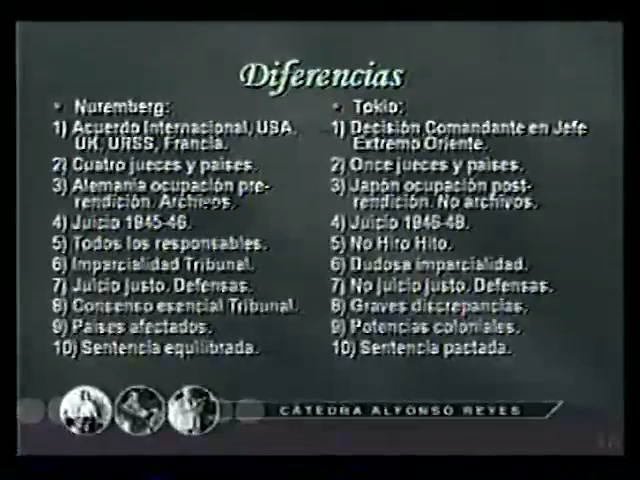 Diferencias
• Nuremberg:
1) Acuerdo Internacional, USA.
UK, URSS, Francia.
2) Cuatro jueces y paises.
3) Alemania ocupación pre-
rendición. Archivos.
4) Juicio 1945-46.
5) Todos los responsables.
6) Imparcialidad Tribunal.
7) Juicio justo. Defensas.
8) Consenso esencial Tribunal.
9) Paises afectados.
10) Sentencia equilibrada.
• Tokio:
1) Decisión Comandante en Jefe
Extremo Oriente.
2) Once jueces y paises.
3) Japón ocupación post-
rendición. No archivos.
4) Juicio 1946-48.
5) No Hiro Hito.
6) Dudosa imparcialidad.
7) No juicio justo. Defensas.
8) Graves discrepancias.
9) Potencias coloniales.
10) Sentencia pactada.
CÁTEDRA ALFONSO REYES